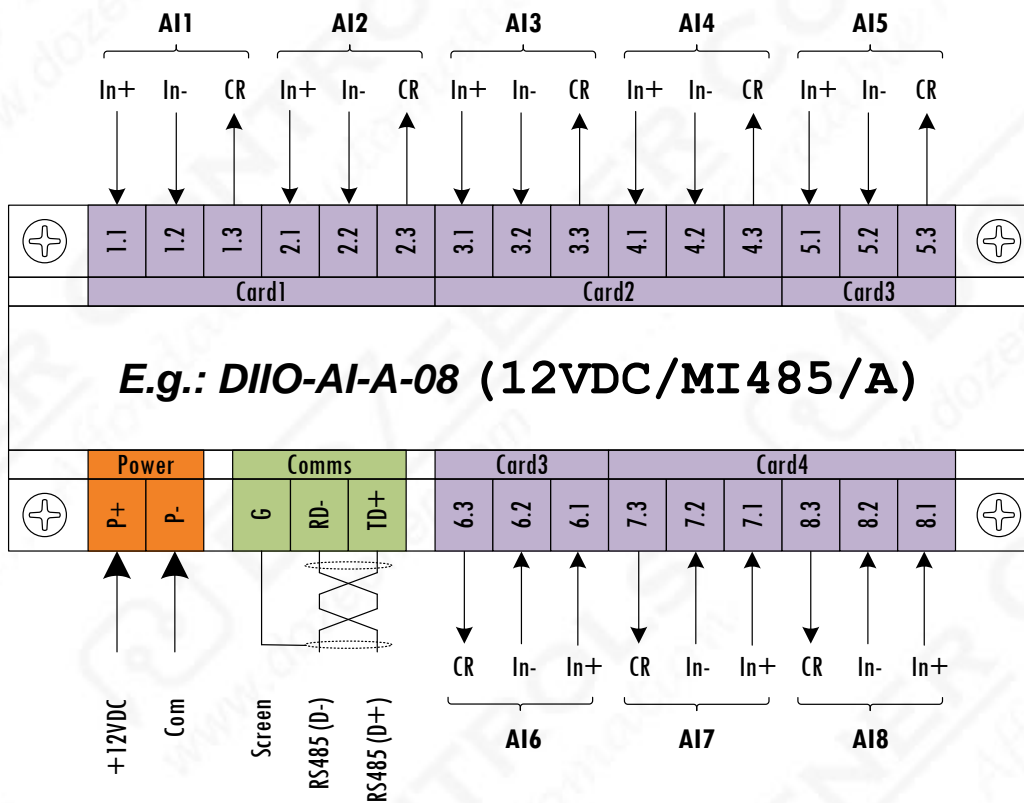 AI1 AI2 AI3 AI4 AI5
In+ In- CR In+ In- CR In+ In- CR In+ In- CR In+ In- CR
1.1 1.2 1.3 2.1 2.2 2.3 3.1 3.2 3.3 4.1 4.2 4.3 5.1 5.2 5.3
Card1 Card2 Card3
E.g.: DIIO-AI-A-08 (12VDC/MI485/A)
Power Comms Card3 Card4
P+ P- G RD- TD+ 6.3 6.2 6.1 7.3 7.2 7.1 8.3 8.2 8.1
CR In- In+ CR In- In+ CR In- In+
+12VDC Com Screen RS485 (D-) RS485 (D+)
AI6 AI7 AI8